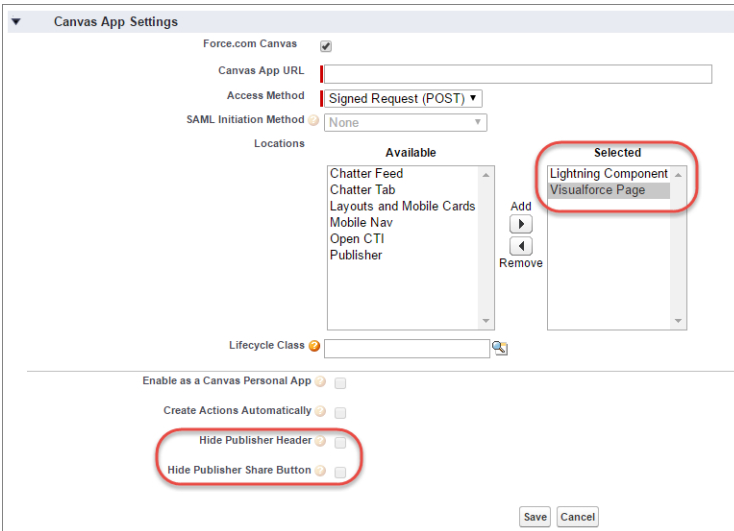 Canvas App Settings
Force.com Canvas
Canvas App URL
Access Method Signed Request (POST)
SAML Initiation Method ? None
Locations
Available
Chatter Feed
Chatter Tab
Layouts and Mobile Cards
Mobile Nav
Open CTI
Publisher
Add
Remove
Selected
Lightning Component
Visualforce Page
Lifecycle Class ?
Enable as a Canvas Personal App ?
Create Actions Automatically ?
Hide Publisher Header ?
Hide Publisher Share Button ?
Save Cancel